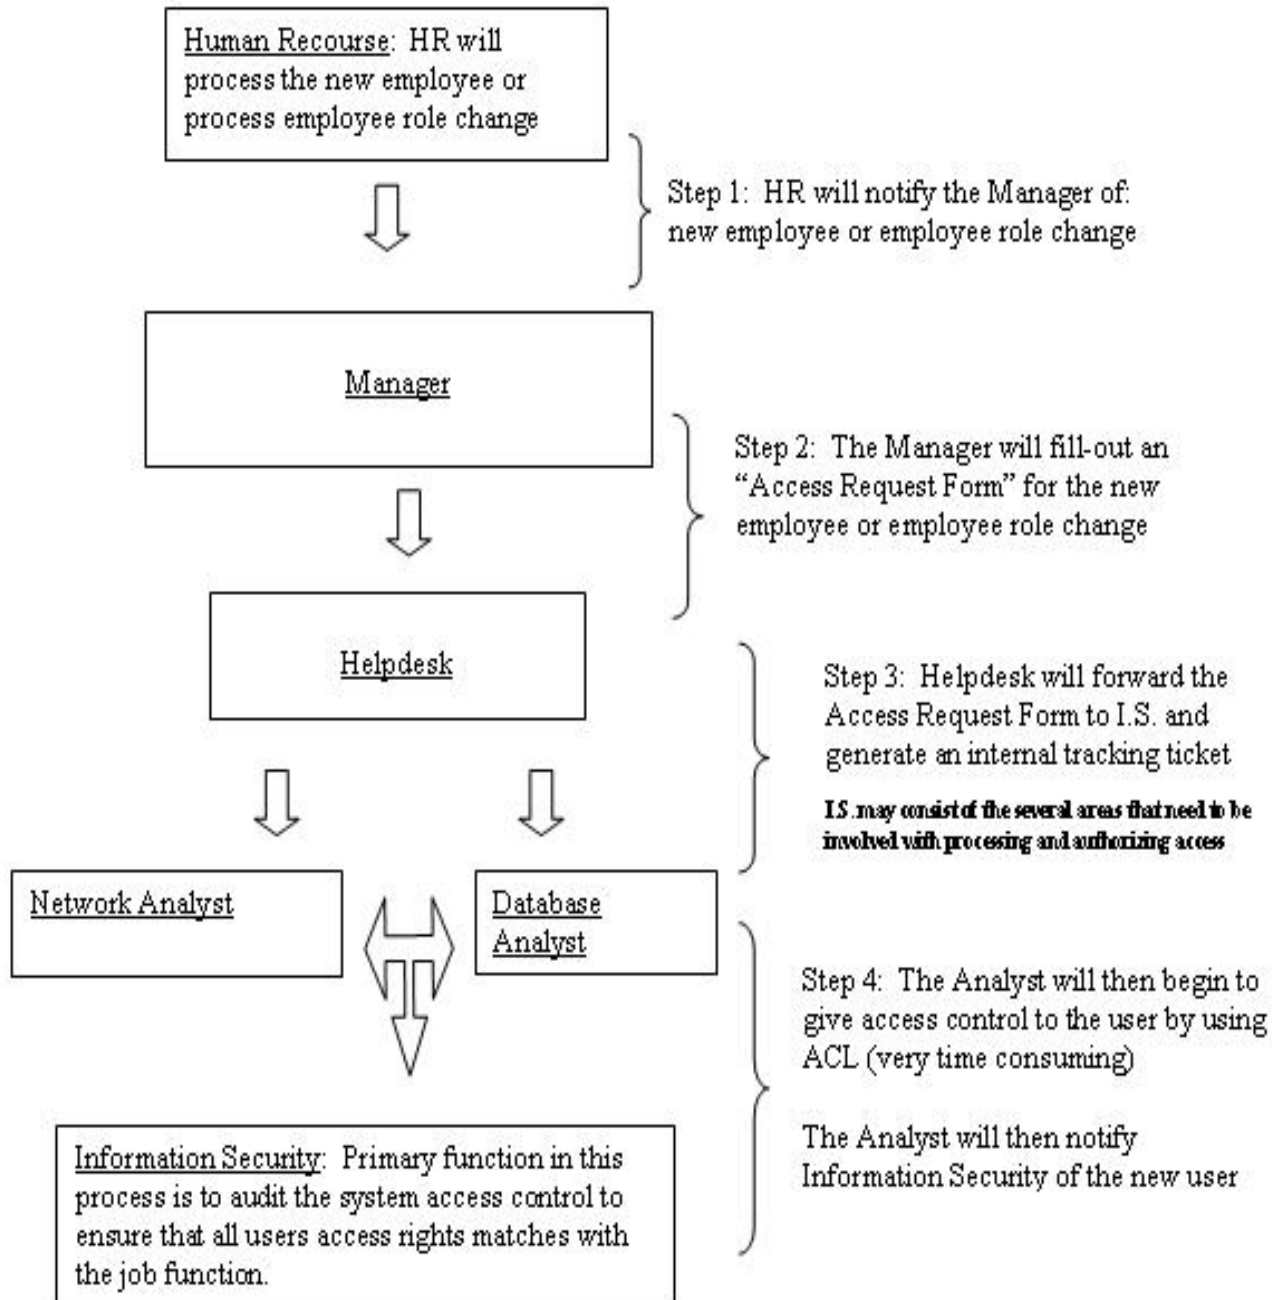 Human Recourse: HR will
process the new employee or
process employee role change
Step 1: HR will notify the Manager of:
new employee or employee role change
Manager
Step 2: The Manager will fill-out an
“Access Request Form” for the new
employee or employee role change
Helpdesk
Step 3: Helpdesk will forward the
Access Request Form to I.S. and
generate an internal tracking ticket
I.S. may consist of the several areas that need to be
involved with processing and authorizing access
Network Analyst
Database
Analyst
Step 4: The Analyst will then begin to
give access control to the user by using
ACL (very time consuming)
The Analyst will then notify
Information Security of the new user
Information Security: Primary function in this
process is to audit the system access control to
ensure that all users access rights matches with
the job function.